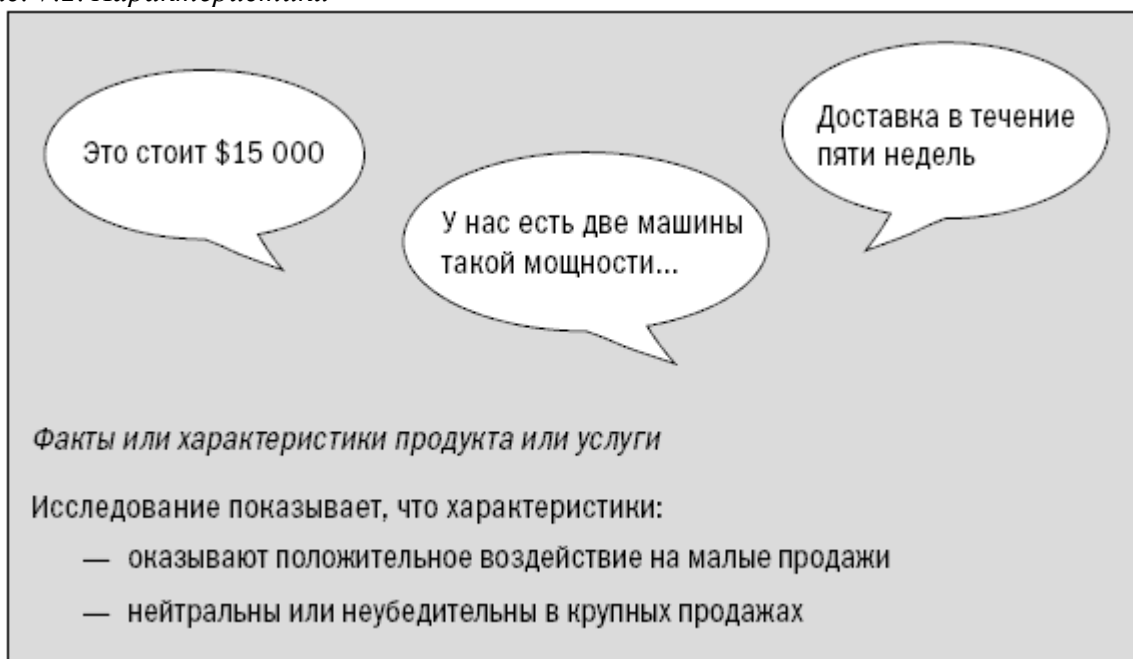 Это стоит $15 000
Доставка в течение
пяти недель
У нас есть две машины
такой мощности...
Факты или характеристики продукта или услуги
Исследование показывает, что характеристики:
— оказывают положительное воздействие на малые продажи
— нейтральны или неубедительны в крупных продажах